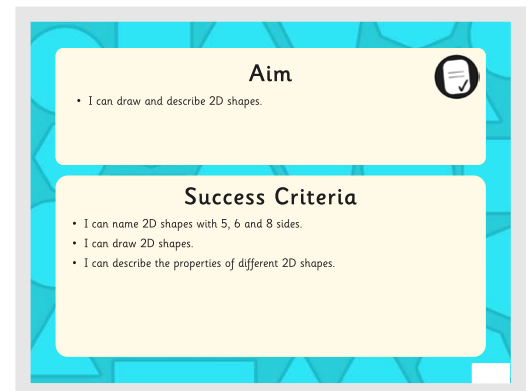 Aim
• I can draw and describe 2D shapes.
Success Criteria
• I can name 2D shapes with 5, 6 and 8 sides.
• I can draw 2D shapes.
• I can describe the properties of different 2D shapes.